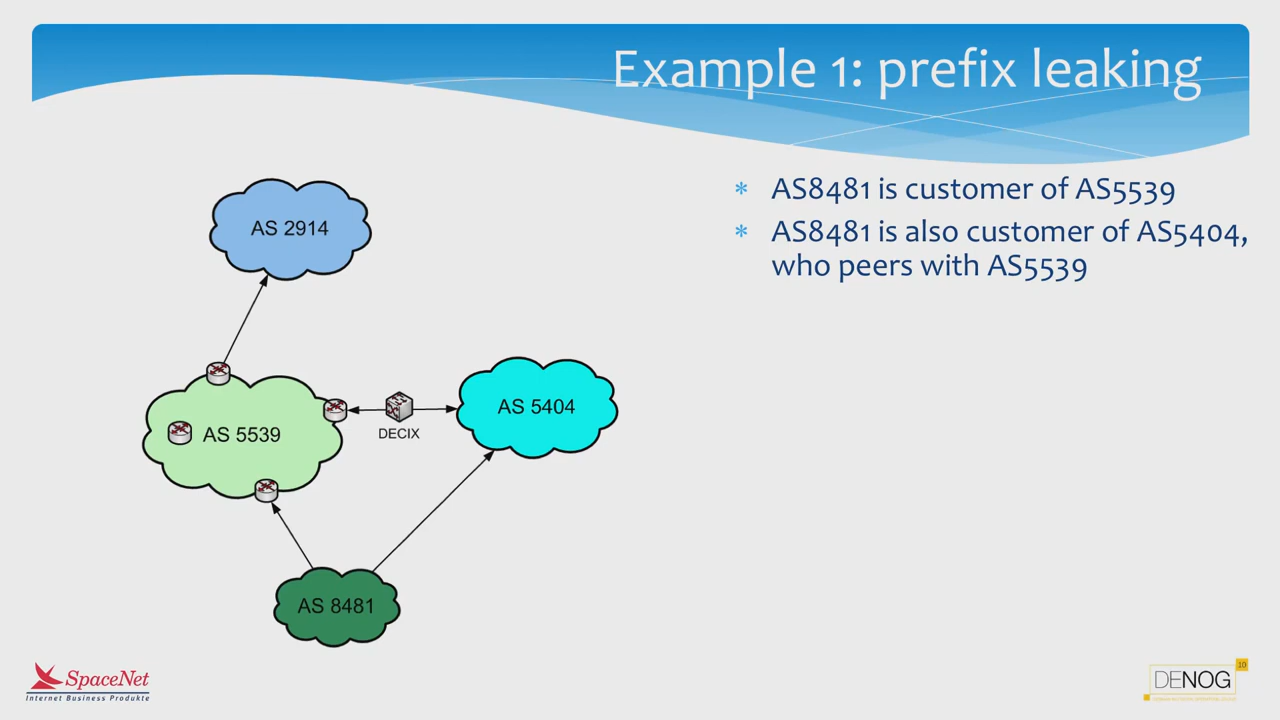 Example 1: prefix leaking
* AS8481 is customer of AS5539
* AS8481 is also customer of AS5404,
who peers with AS5539
AS 2914
AS 5404
AS 5539
DECIX
AS 8481
SpaceNet
Internet Business Produkte
DENOG
10